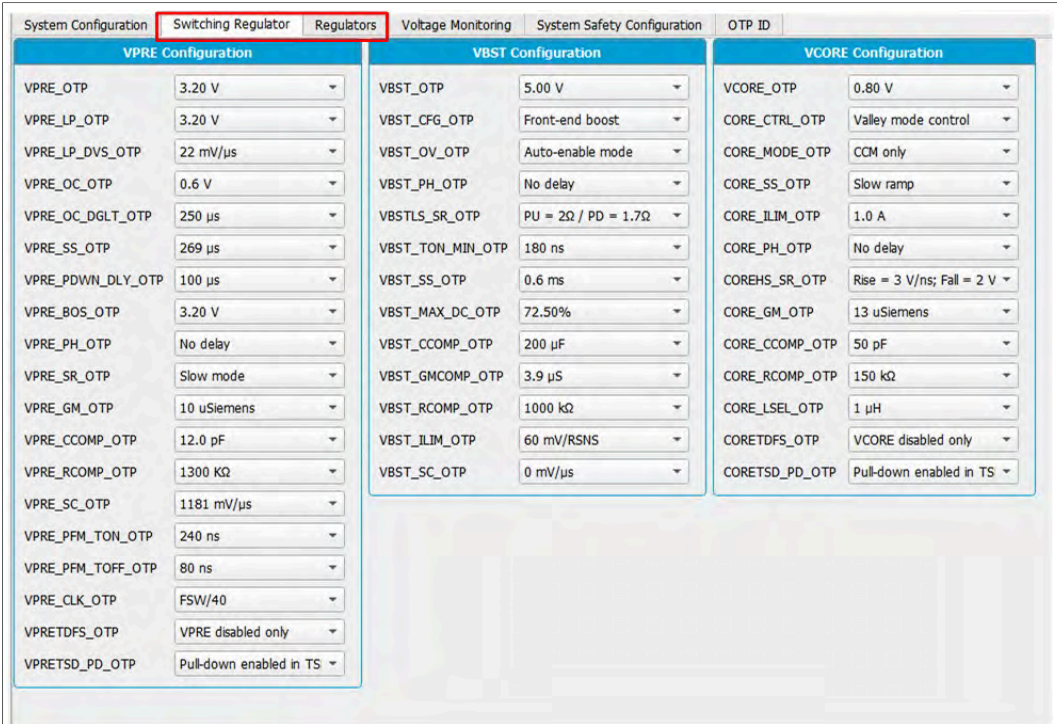 System Configuration Switching Regulator Regulators Voltage Monitoring System Safety Configuration OTP ID
VPRE Configuration
VPRE_OTP 3.20 V
VPRE_LP_OTP 3.20 V
VPRE_LP_DVS_OTP 22 mV/µs
VPRE_OC_OTP 0.6 V
VPRE_OC_DGLT_OTP 250 µs
VPRE_SS_OTP 269 µs
VPRE_PDWN_DLY_OTP 100 µs
VPRE_BOS_OTP 3.20 V
VPRE_PH_OTP No delay
VPRE_SR_OTP Slow mode
VPRE_GM_OTP 10 uSiemens
VPRE_CCOMP_OTP 12.0 pF
VPRE_RCOMP_OTP 1300 KΩ
VPRE_SC_OTP 1181 mV/µs
VPRE_PFM_TON_OTP 240 ns
VPRE_PFM_TOFF_OTP 80 ns
VPRE_CLK_OTP FSW/40
VPRETDFS_OTP VPRE disabled only
VPRETSD_PD_OTP Pull-down enabled in TS
VBST Configuration
VBST_OTP 5.00 V
VBST_CFG_OTP Front-end boost
VBST_OV_OTP Auto-enable mode
VBST_PH_OTP No delay
VBSTLS_SR_OTP PU = 2Ω / PD = 1.7Ω
VBST_TON_MIN_OTP 180 ns
VBST_SS_OTP 0.6 ms
VBST_MAX_DC_OTP 72.50%
VBST_CCOMP_OTP 200 µF
VBST_GMCOMP_OTP 3.9 µS
VBST_RCOMP_OTP 1000 kΩ
VBST_ILIM_OTP 60 mV/RSNS
VBST_SC_OTP 0 mV/µs
VCORE Configuration
VCORE_OTP 0.80 V
CORE_CTRL_OTP Valley mode control
CORE_MODE_OTP CCM only
CORE_SS_OTP Slow ramp
CORE_ILIM_OTP 1.0 A
CORE_PH_OTP No delay
COREHS_SR_OTP Rise = 3 V/ns; Fall = 2 V
CORE_GM_OTP 13 uSiemens
CORE_CCOMP_OTP 50 pF
CORE_RCOMP_OTP 150 kΩ
CORE_LSEL_OTP 1 µH
CORETDFS_OTP VCORE disabled only
CORETSD_PD_OTP Pull-down enabled in TS